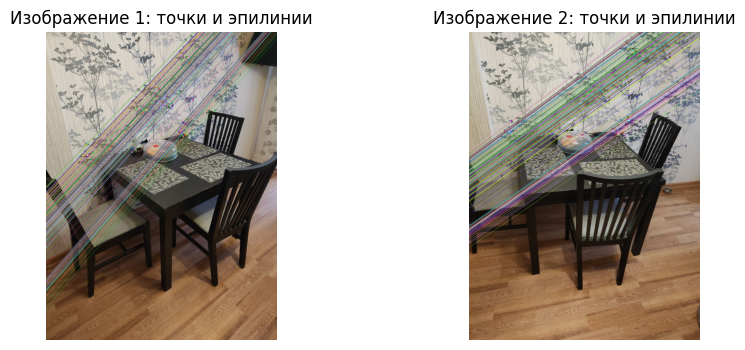 Изображение 1: точки и эпилинии
Изображение 2: точки и эпилинии